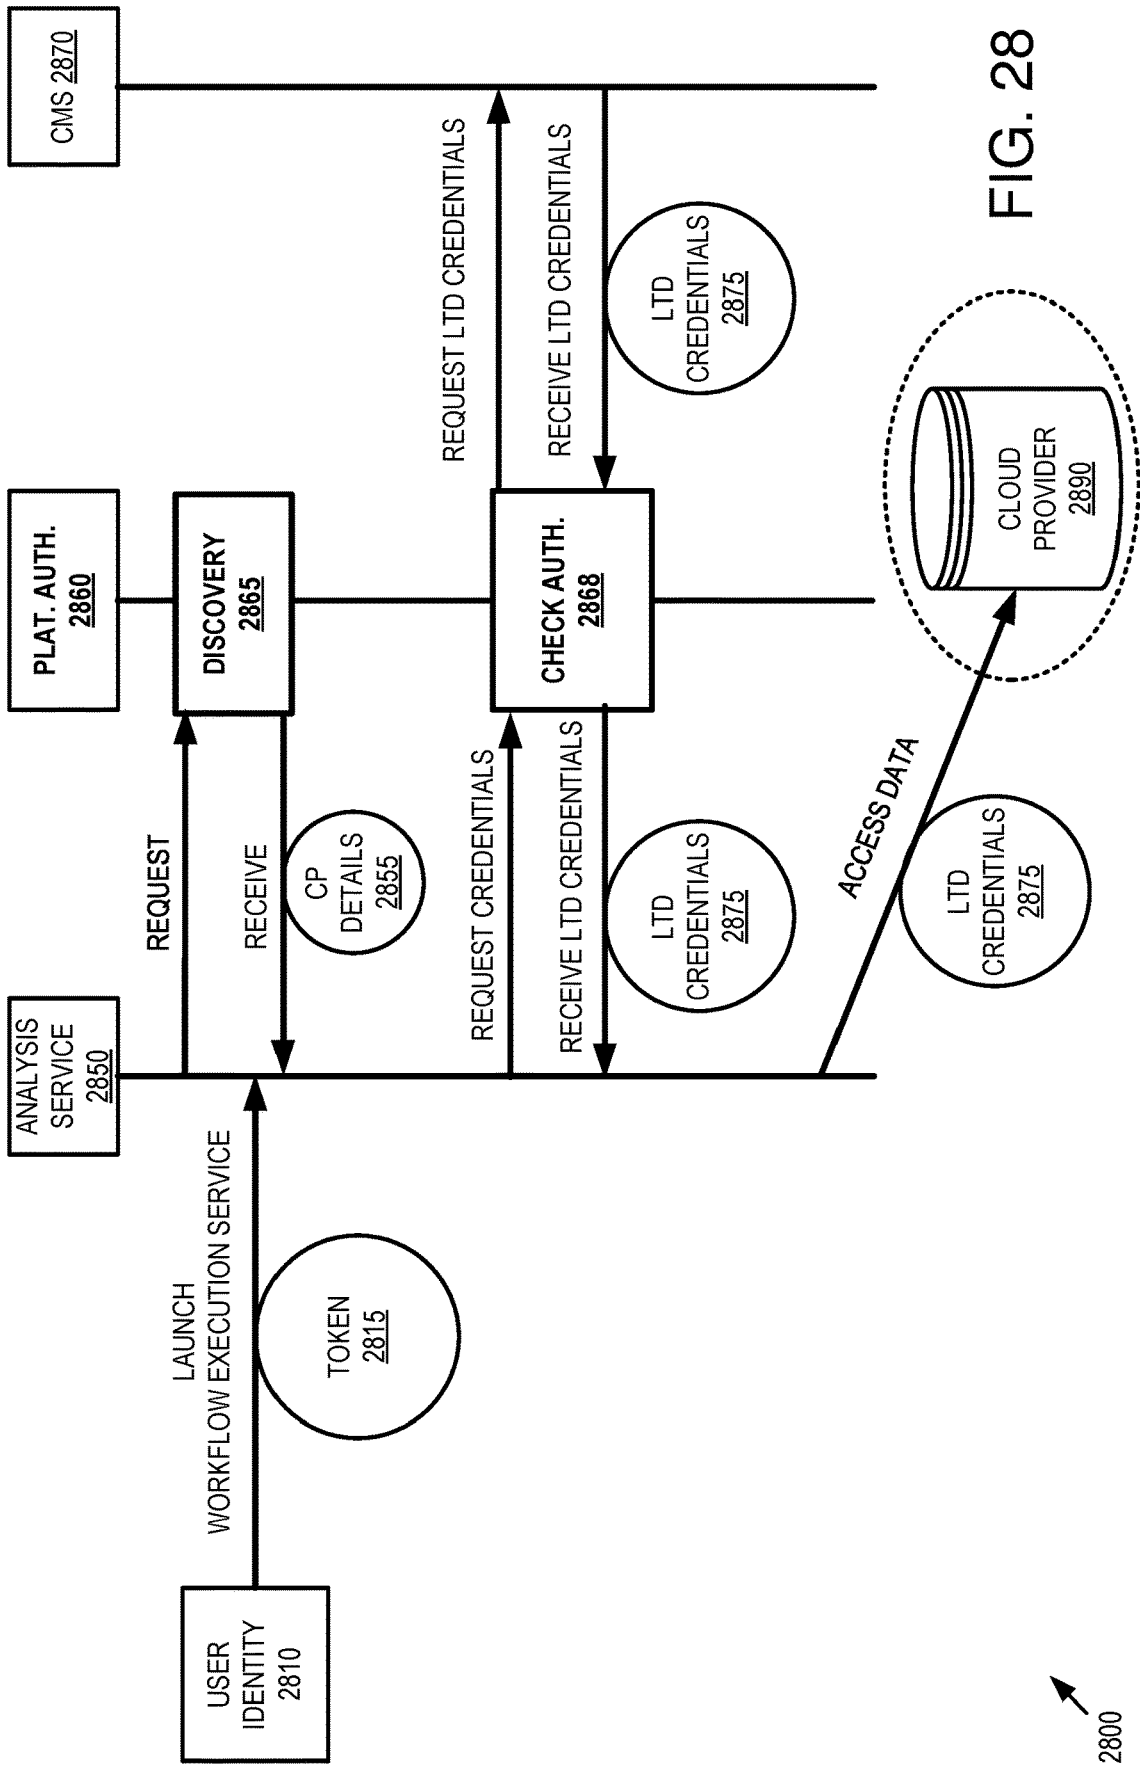 CMS 2870
PLAT. AUTH.
2860
ANALYSIS
SERVICE
2850
DISCOVERY
2865
REQUEST
RECEIVE
CP
DETAILS
2855
LAUNCH
WORKFLOW EXECUTION SERVICE
TOKEN
2815
USER
IDENTITY
2810
REQUEST LTD CREDENTIALS
RECEIVE LTD CREDENTIALS
LTD
CREDENTIALS
2875
CHECK AUTH.
2868
REQUEST CREDENTIALS
RECEIVE LTD CREDENTIALS
LTD
CREDENTIALS
2875
ACCESS DATA
LTD
CREDENTIALS
2875
CLOUD
PROVIDER
2890
2800
FIG. 28